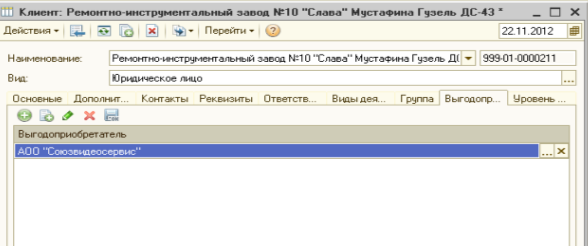 Клиент: Ремонтно-инструментальный завод №10 "Слава" Мустафина Гузель ДС-43 *
Действия Перейти 22.11.2012
Наименование: Ремонтно-инструментальный завод №10 "Слава" Мустафина Гузель Д( 999-01-0000211
Вид: Юридическое лицо ...
Основные Дополнит... Контакты Реквизиты Ответств... Виды дея... Группа Выгодопр... Уровень ...
Выгодоприобретатель
АОО "Союзвидеосервис" ...